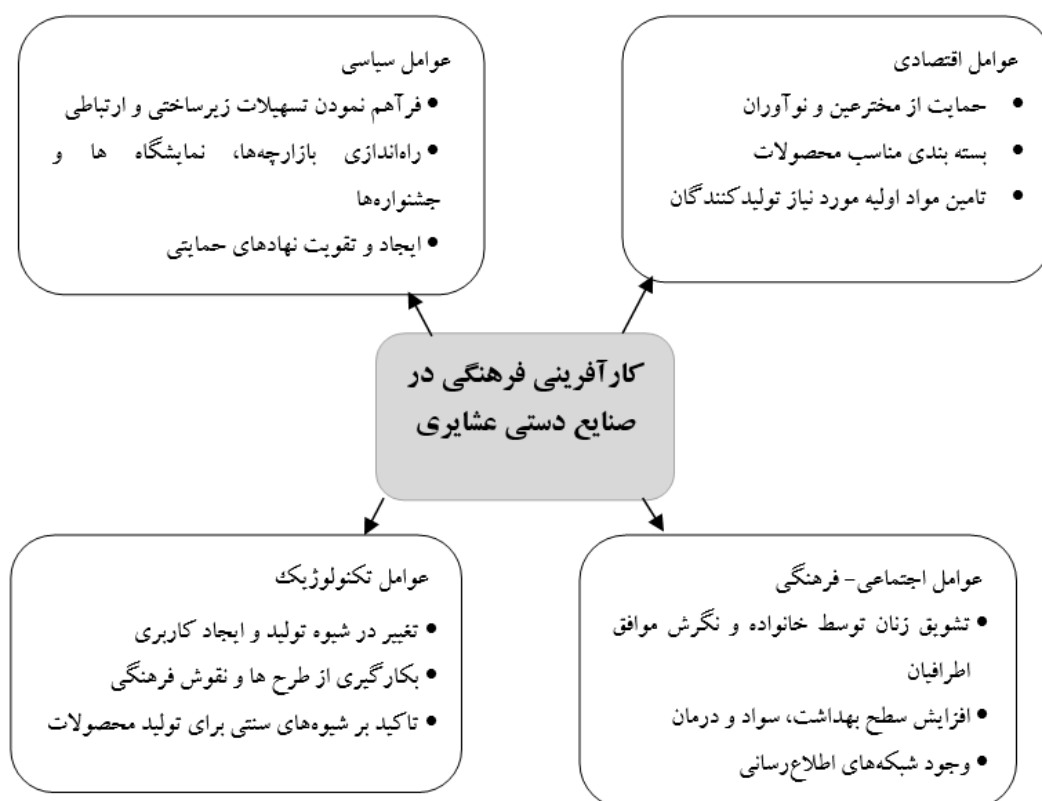 عوامل اقتصادی
• حمایت از مخترعین و نوآوران
• بسته بندی مناسب محصولات
• تامین مواد اولیه مورد نیاز تولیدکنندگان
عوامل سیاسی
• فرآهم نمودن تسهیلات زیرساختی و ارتباطی
• راه‌اندازی بازارچه‌ها، نمایشگاه ها و
جشنواره‌ها
• ایجاد و تقویت نهادهای حمایتی
کارآفرینی فرهنگی در
صنایع دستی عشایری
عوامل اجتماعی- فرهنگی
• تشویق زنان توسط خانواده و نگرش موافق
اطرافیان
• افزایش سطح بهداشت، سواد و درمان
• وجود شبکه‌های اطلاع‌رسانی
عوامل تکنولوژیک
• تغییر در شیوه تولید و ایجاد کاربری
• بکارگیری از طرح ها و نقوش فرهنگی
• تاکید بر شیوه‌های سنتی برای تولید محصولات